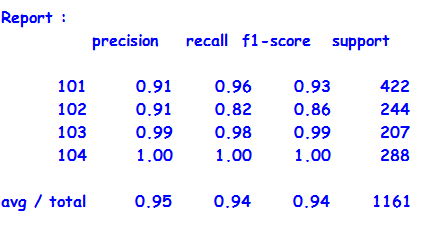 Report :
precision recall f1-score support
101 0.91 0.96 0.93 422
102 0.91 0.82 0.86 244
103 0.99 0.98 0.99 207
104 1.00 1.00 1.00 288
avg / total 0.95 0.94 0.94 1161